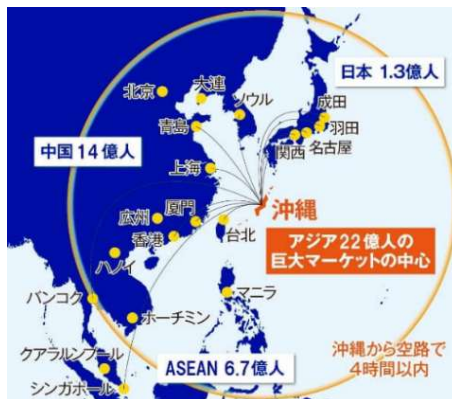 日本 1.3億人
北京
大連
ソウル
成田
青島
羽田
名古屋
関西
中国 14億人
上海
沖縄
広州
厦門
香港
台北
アジア22億人の
巨大マーケットの中心
ハノイ
バンコク
マニラ
ホーチミン
クアラルンプール
ASEAN 6.7億人
沖縄から空路で
4時間以内
シンガポール